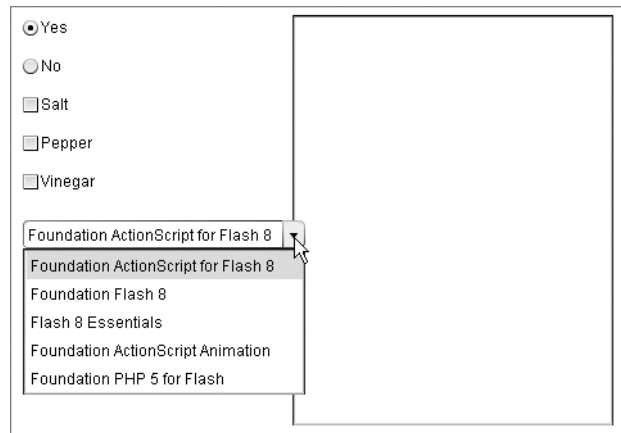 Yes
No
Salt
Pepper
Vinegar
Foundation ActionScript for Flash 8
Foundation ActionScript for Flash 8
Foundation Flash 8
Flash 8 Essentials
Foundation ActionScript Animation
Foundation PHP 5 for Flash